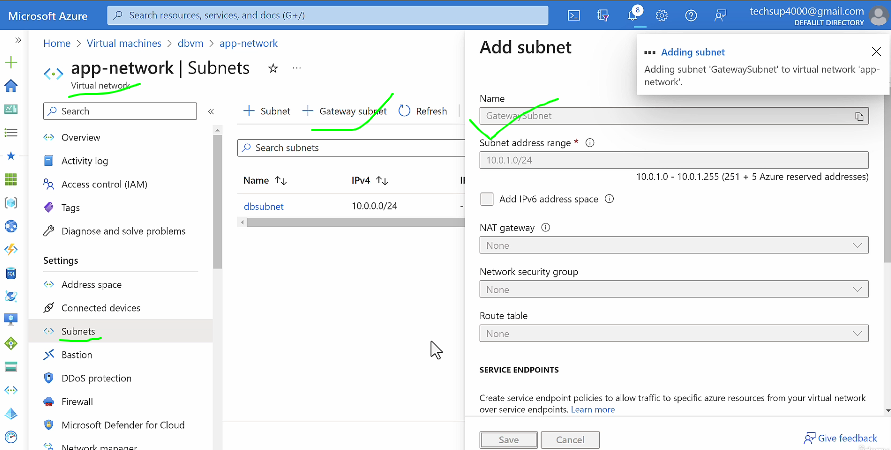 Microsoft Azure
Search resources, services, and docs (G+/)
8
techsup4000@gmail.com
DEFAULT DIRECTORY
Home > Virtual machines > dbvm > app-network
app-network | Subnets
Virtual network
Search
Overview
Activity log
Access control (IAM)
Tags
Diagnose and solve problems
Settings
Address space
Connected devices
Subnets
Bastion
DDoS protection
Firewall
Microsoft Defender for Cloud
Network manager
+ Subnet + Gateway subnet Refresh
Search subnets
Name IPv4
dbsubnet 10.0.0.0/24 -
Add subnet
Name
GatewaySubnet
Subnet address range *
10.0.1.0/24
10.0.1.0 - 10.0.1.255 (251 + 5 Azure reserved addresses)
Add IPv6 address space
NAT gateway
None
Network security group
None
Route table
None
SERVICE ENDPOINTS
Create service endpoint policies to allow traffic to specific azure resources from your virtual network
over service endpoints. Learn more
Save Cancel
Give feedback
Adding subnet
Adding subnet 'GatewaySubnet' to virtual network 'app-
network'.